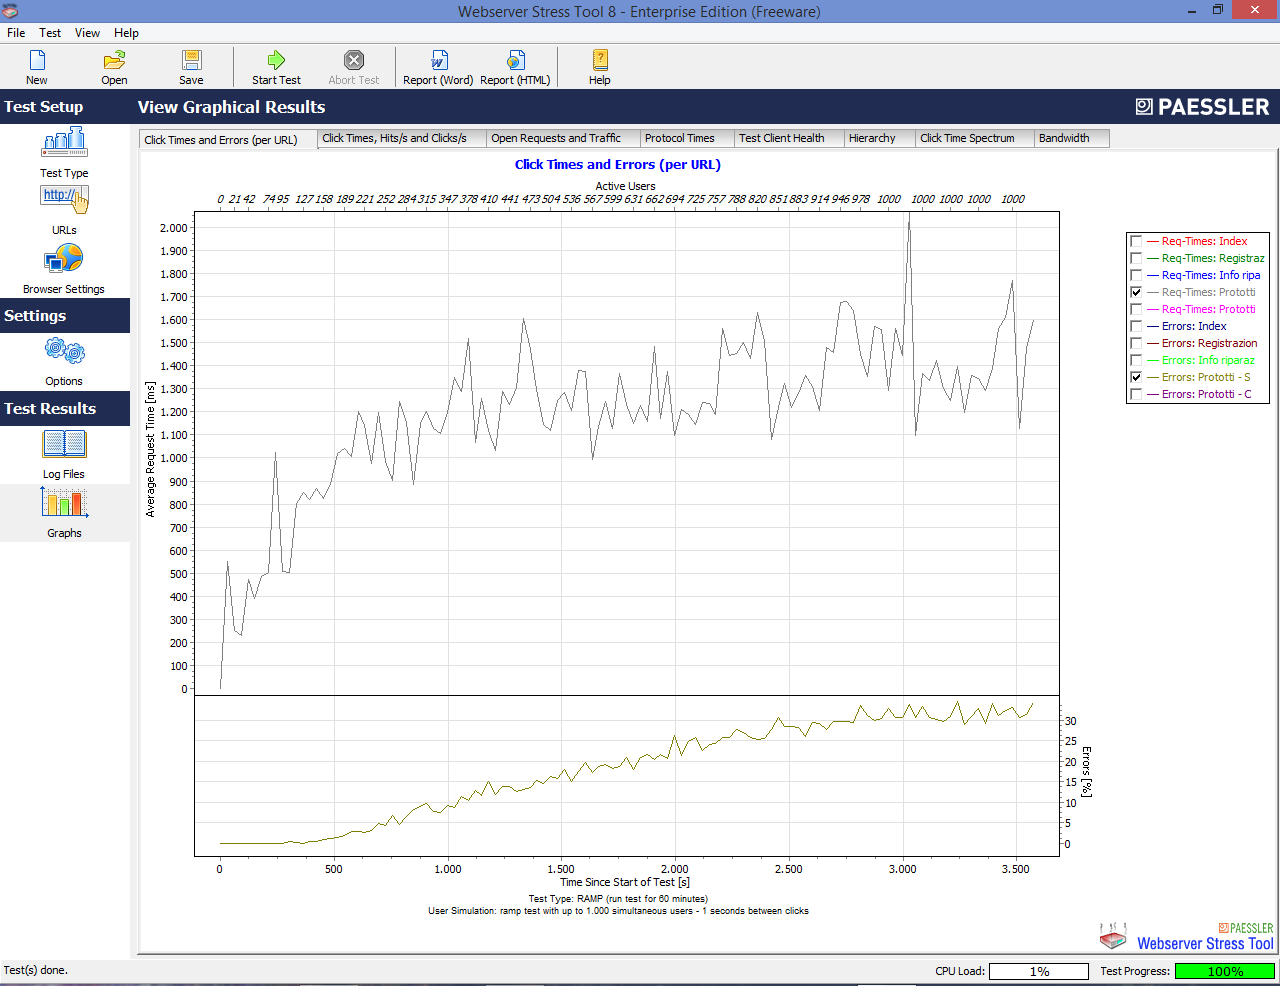 Webserver Stress Tool 8 - Enterprise Edition (Freeware)
File Test View Help
New Open Save Start Test Abort Test Report (Word) Report (HTML) Help
Test Setup
View Graphical Results
PAESSLER
Click Times and Errors (per URL) Click Times, Hits/s and Clicks/s Open Requests and Traffic Protocol Times Test Client Health Hierarchy Click Time Spectrum Bandwidth
Test Type
http://
URLs
Browser Settings
Settings
Options
Test Results
Log Files
Graphs
Click Times and Errors (per URL)
Active Users
0 21 42 74 95 127 158 189 221 252 284 315 347 378 410 441 473 504 536 567 599 631 662 694 725 757 788 820 851 883 914 946 978 1000 1000 1000 1000 1000
2.000
1.900
1.800
1.700
1.600
1.500
1.400
1.300
1.200
1.100
1.000
900
800
700
600
500
400
300
200
100
0
Average Request Time [ms]
Req-Times: Index
Req-Times: Registraz
Req-Times: Info ripa
Req-Times: Prototti
Req-Times: Prototti
Errors: Index
Errors: Registrazion
Errors: Info riparaz
Errors: Prototti - S
Errors: Prototti - C
30
25
20
15
10
5
0
Errors [%]
0 500 1.000 1.500 2.000 2.500 3.000 3.500
Time Since Start of Test [s]
Test Type: RAMP (run test for 60 minutes)
User Simulation: ramp test with up to 1.000 simultaneous users - 1 seconds between clicks
PAESSLER
Webserver Stress Tool
Test(s) done.
CPU Load: 1% Test Progress: 100%